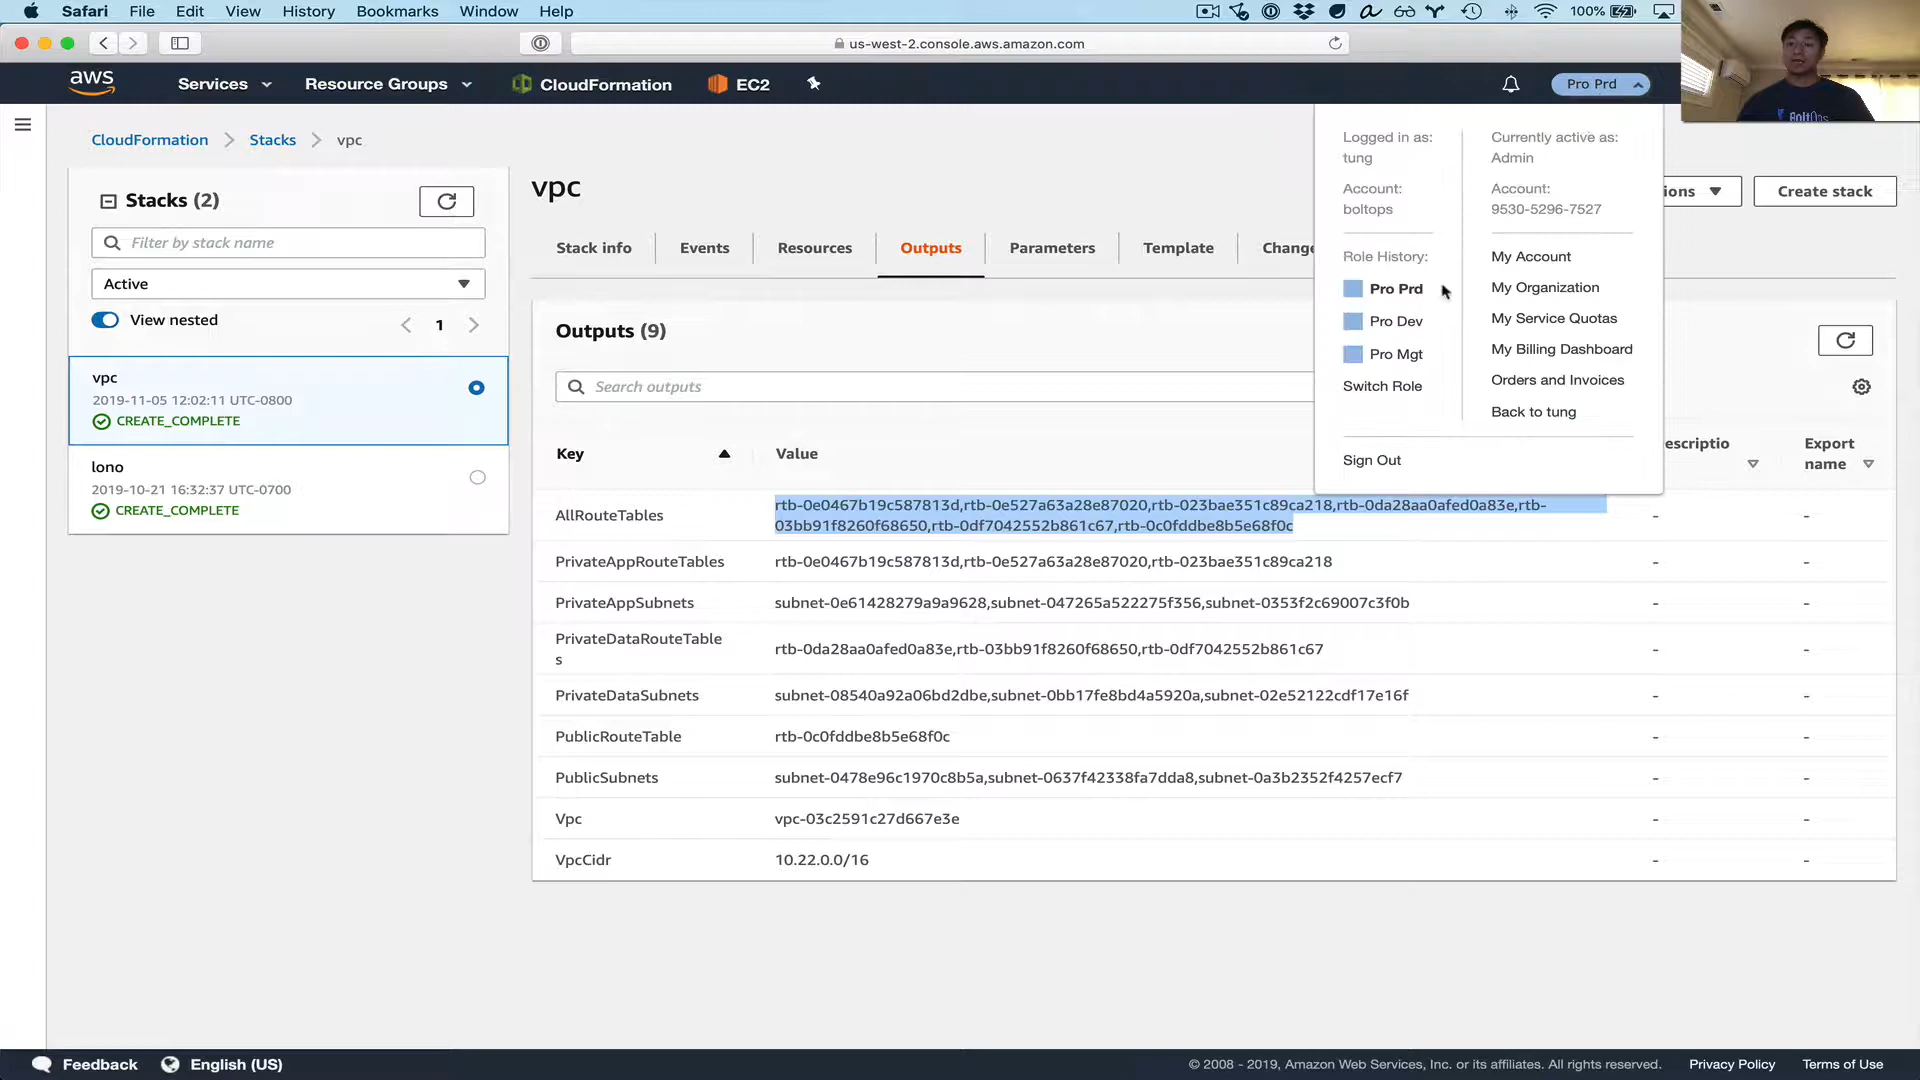 Safari File Edit View History Bookmarks Window Help 100%
us-west-2.console.aws.amazon.com
aws Services Resource Groups CloudFormation EC2 Pro Prd
BoltOps
CloudFormation Stacks vpc
Logged in as:
tung
Account:
boltops
Role History:
Pro Prd
Pro Dev
Pro Mgt
Switch Role
Currently active as:
Admin
Account:
9530-5296-7527
My Account
My Organization
My Service Quotas
My Billing Dashboard
Orders and Invoices
Back to tung
Sign Out
Stacks (2)
Filter by stack name
Active
View nested 1
vpc
2019-11-05 12:02:11 UTC-0800
CREATE_COMPLETE
lono
2019-10-21 16:32:37 UTC-0700
CREATE_COMPLETE
vpc
ions Create stack
Stack info Events Resources Outputs Parameters Template Change
Outputs (9)
Search outputs
Key Value escriptio Export
name
AllRouteTables rtb-0e0467b19c587813d,rtb-0e527a63a28e87020,rtb-023bae351c89ca218,rtb-0da28aa0afed0a83e,rtb-
03bb91f8260f68650,rtb-0df7042552b861c67,rtb-0c0fddbe8b5e68f0c - -
PrivateAppRouteTables rtb-0e0467b19c587813d,rtb-0e527a63a28e87020,rtb-023bae351c89ca218 - -
PrivateAppSubnets subnet-0e61428279a9a9628,subnet-047265a522275f356,subnet-0353f2c69007c3f0b - -
PrivateDataRouteTable
s rtb-0da28aa0afed0a83e,rtb-03bb91f8260f68650,rtb-0df7042552b861c67 - -
PrivateDataSubnets subnet-08540a92a06bd2dbe,subnet-0bb17fe8bd4a5920a,subnet-02e52122cdf17e16f - -
PublicRouteTable rtb-0c0fddbe8b5e68f0c - -
PublicSubnets subnet-0478e96c1970c8b5a,subnet-0637f42338fa7dda8,subnet-0a3b2352f4257ecf7 - -
Vpc vpc-03c2591c27d667e3e - -
VpcCidr 10.22.0.0/16 - -
Feedback English (US) © 2008 - 2019, Amazon Web Services, Inc. or its affiliates. All rights reserved. Privacy Policy Terms of Use